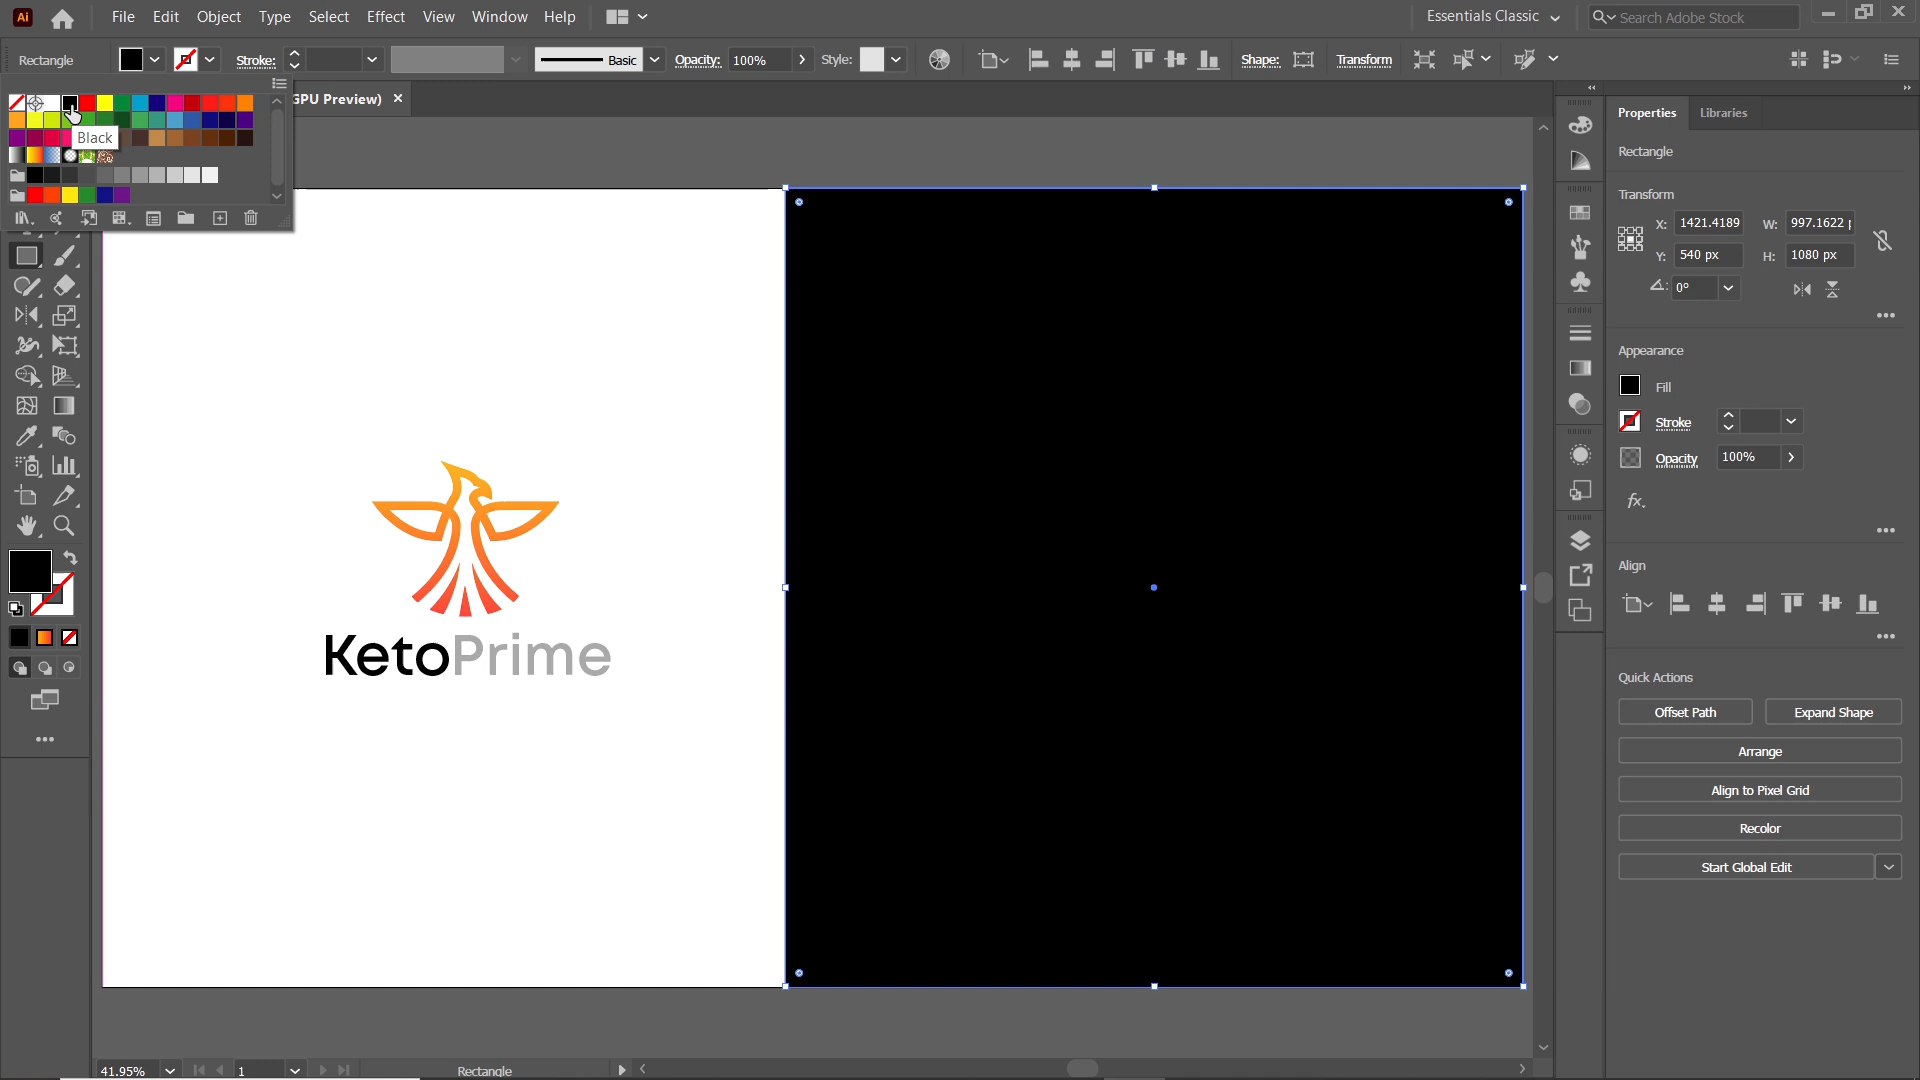 Ai File Edit Object Type Select Effect View Window Help Essentials Classic Search Adobe Stock
Rectangle Stroke: Basic Opacity: 100% Style: Shape: Transform
GPU Preview) ×
Black
Properties Libraries
Rectangle
Transform
X: 1421.4189 W: 997.1622 p
Y: 540 px H: 1080 px
0°
Appearance
Fill
Stroke
Opacity 100%
fx.
Align
Quick Actions
Offset Path Expand Shape
Arrange
Align to Pixel Grid
Recolor
Start Global Edit
KetoPrime
41.95% 1 Rectangle